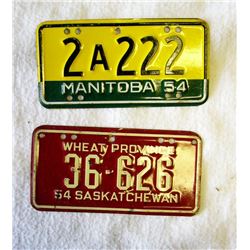 2A222
MANITOBA 54
WHEAT PROVINCE
36-626
54 SASKATCHEWAN